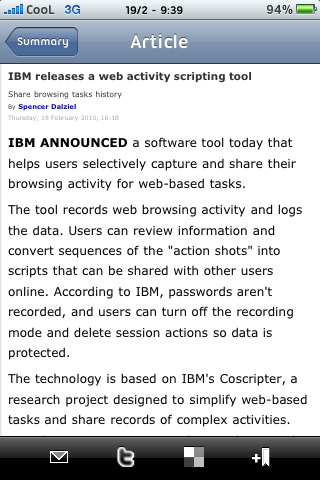 CooL 3G 19/2 - 9:39 94%
Summary
Article
IBM releases a web activity scripting tool
Share browsing tasks history
By Spencer Dalziel
Thursday, 18 February 2010, 16:18
IBM ANNOUNCED a software tool today that
helps users selectively capture and share their
browsing activity for web-based tasks.
The tool records web browsing activity and logs
the data. Users can review information and
convert sequences of the "action shots" into
scripts that can be shared with other users
online. According to IBM, passwords aren't
recorded, and users can turn off the recording
mode and delete session actions so data is
protected.
The technology is based on IBM's Coscripter, a
research project designed to simplify web-based
tasks and share records of complex activities.